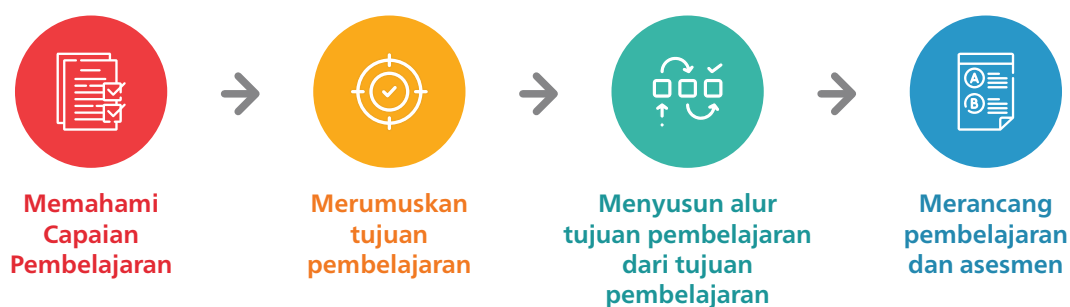 Memahami
Capaian
Pembelajaran
Merumuskan
tujuan
pembelajaran
Menyusun alur
tujuan pembelajaran
dari tujuan
pembelajaran
Merancang
pembelajaran
dan asesmen
A
B